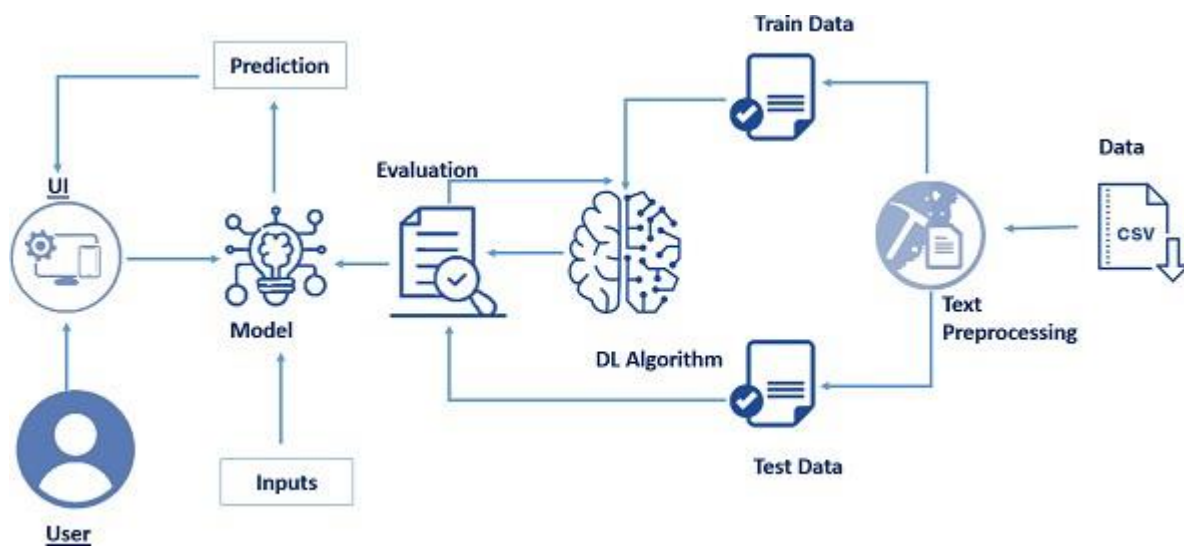 Train Data
Prediction
Data
Evaluation
UI
CSV
Text
Preprocessing
Model
DL Algorithm
Test Data
Inputs
User